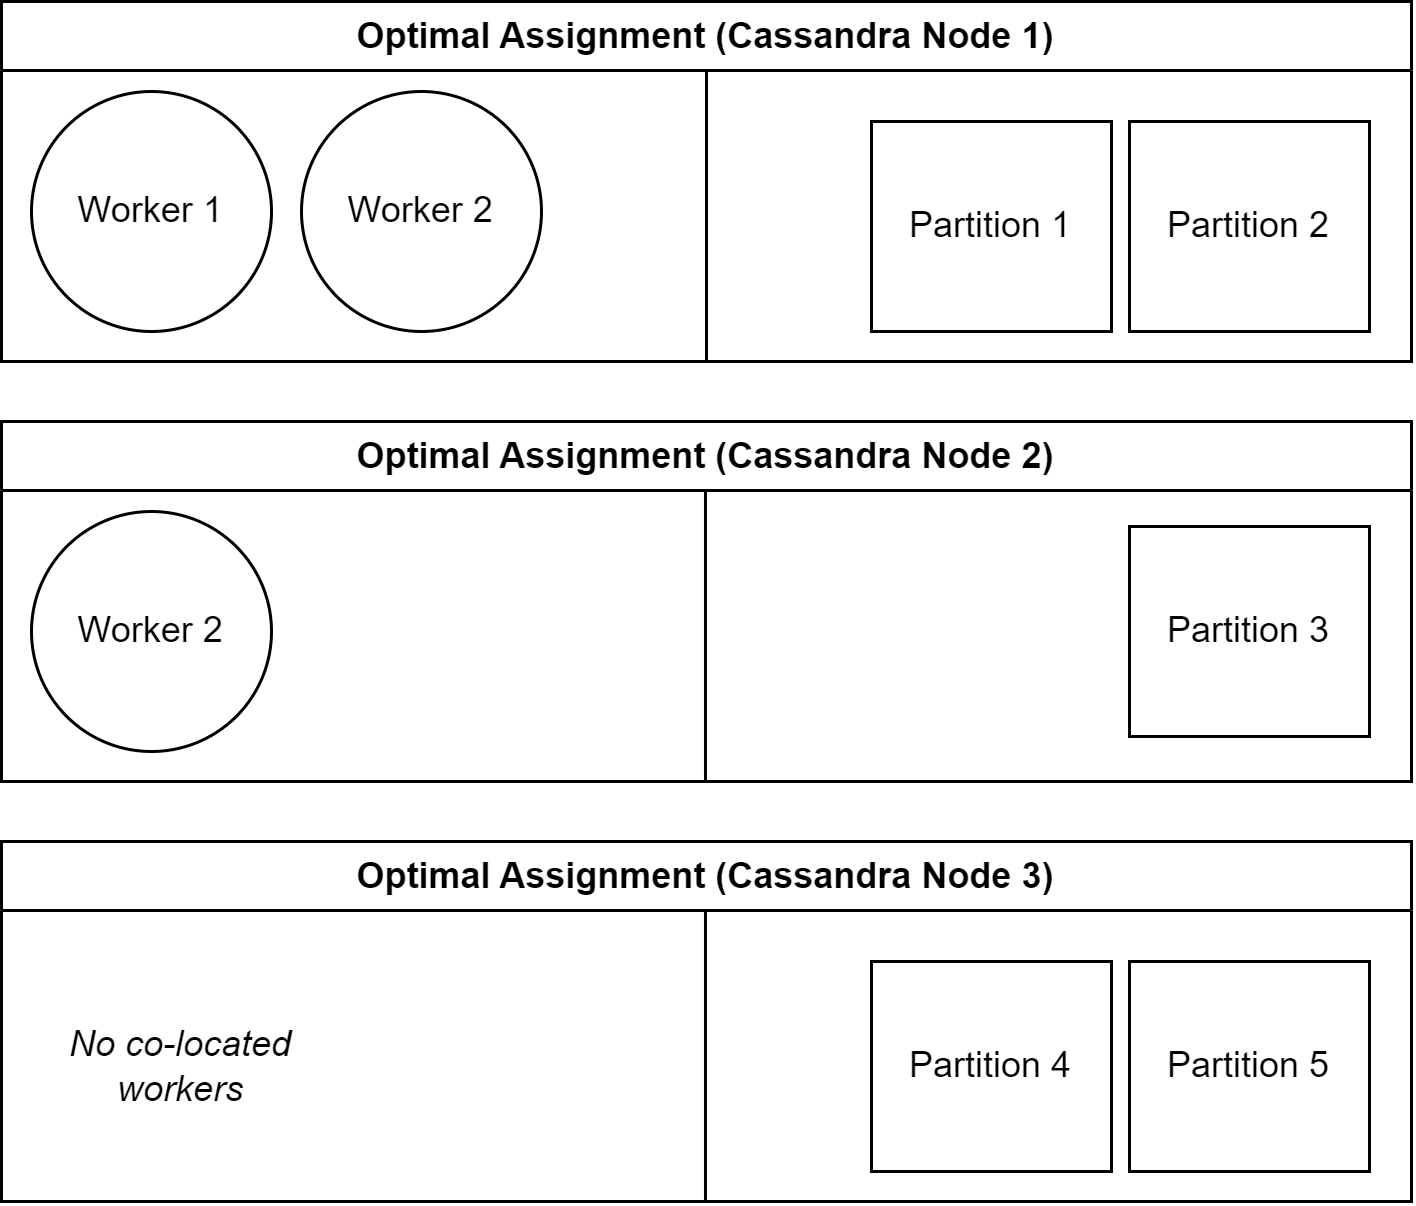 Optimal Assignment (Cassandra Node 1)
Worker 1
Worker 2
Partition 1
Partition 2
Optimal Assignment (Cassandra Node 2)
Worker 2
Partition 3
Optimal Assignment (Cassandra Node 3)
No co-located
workers
Partition 4
Partition 5